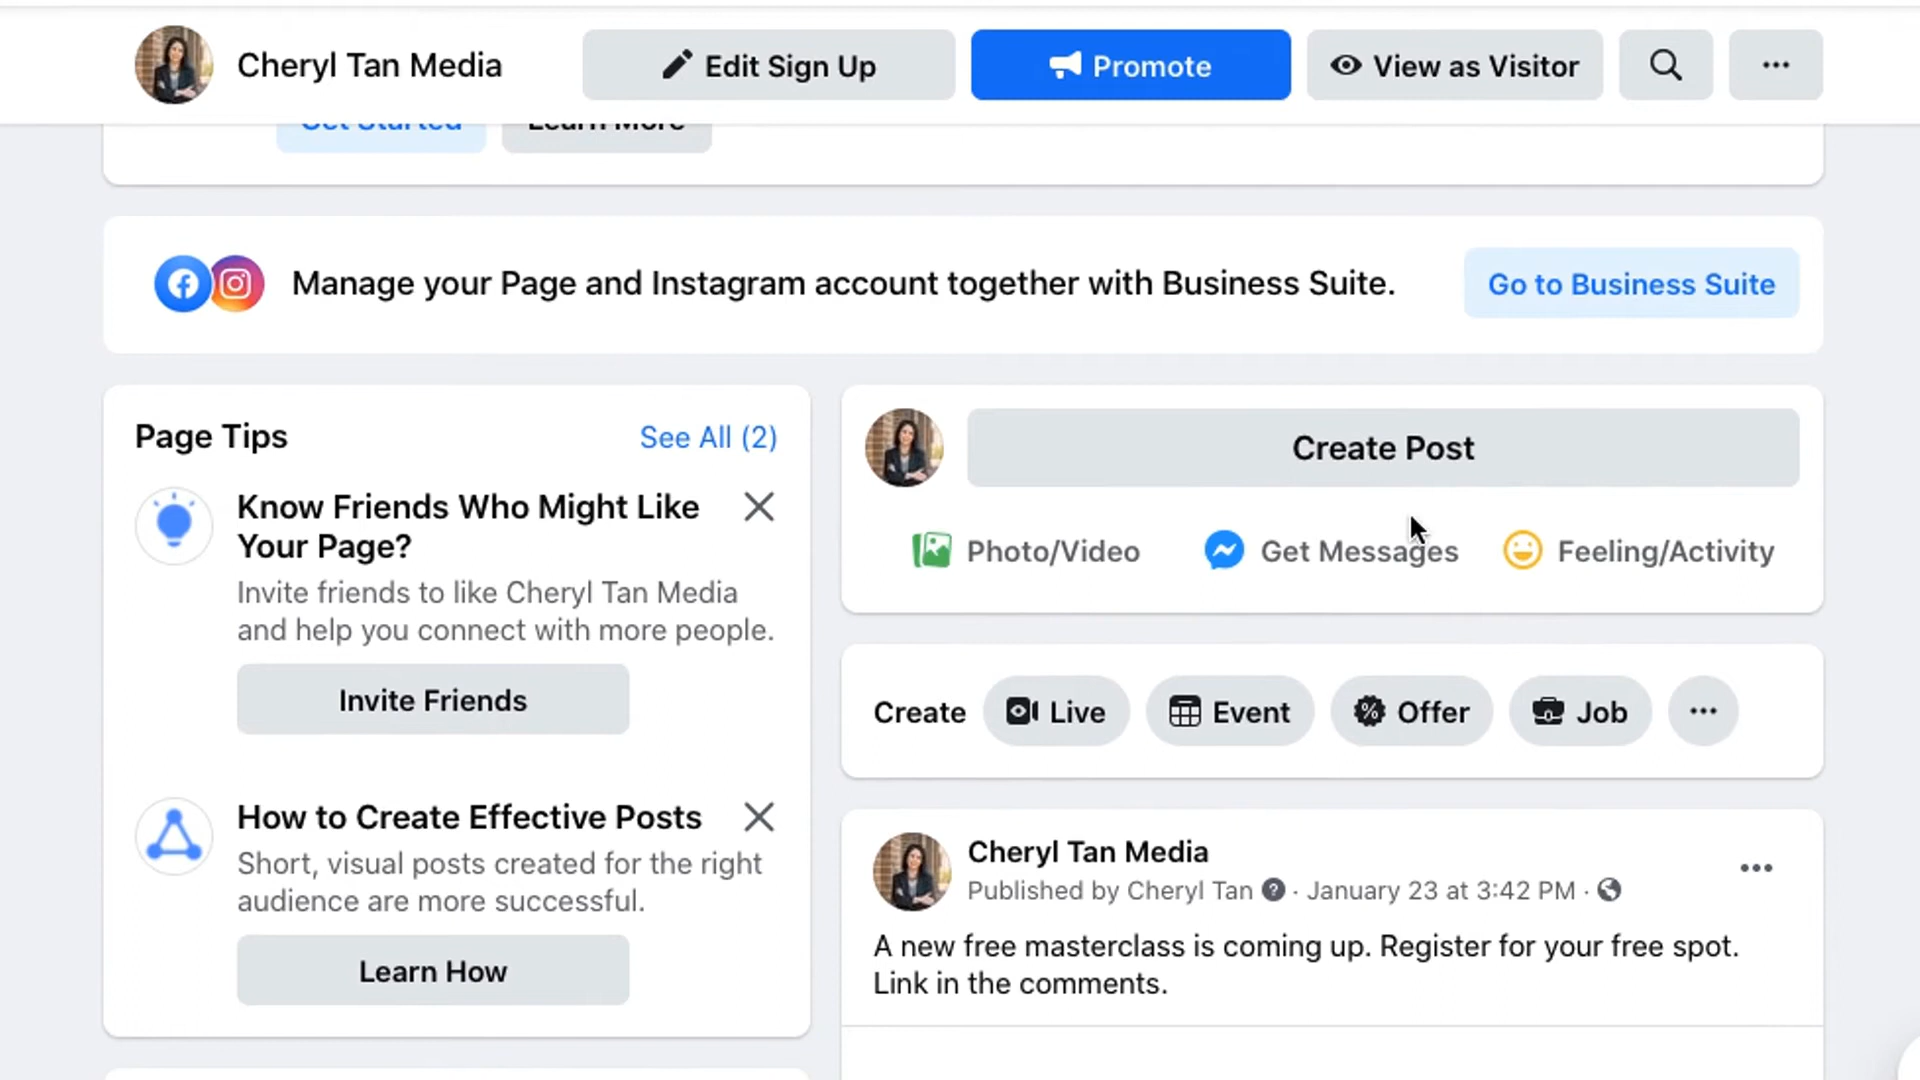 Cheryl Tan Media
Edit Sign Up
Promote
View as Visitor
Get Started
Learn More
Manage your Page and Instagram account together with Business Suite.
Go to Business Suite
Page Tips
See All (2)
Know Friends Who Might Like
Your Page?
Invite friends to like Cheryl Tan Media
and help you connect with more people.
Invite Friends
How to Create Effective Posts
Short, visual posts created for the right
audience are more successful.
Learn How
Create Post
Photo/Video
Get Messages
Feeling/Activity
Create
Live
Event
Offer
Job
Cheryl Tan Media
Published by Cheryl Tan · January 23 at 3:42 PM ·
A new free masterclass is coming up. Register for your free spot.
Link in the comments.